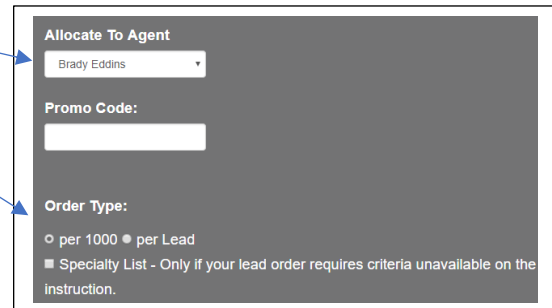 Allocate To Agent
Brady Eddins
Promo Code:
Order Type:
per 1000 per Lead
Specialty List - Only if your lead order requires criteria unavailable on the
instruction.